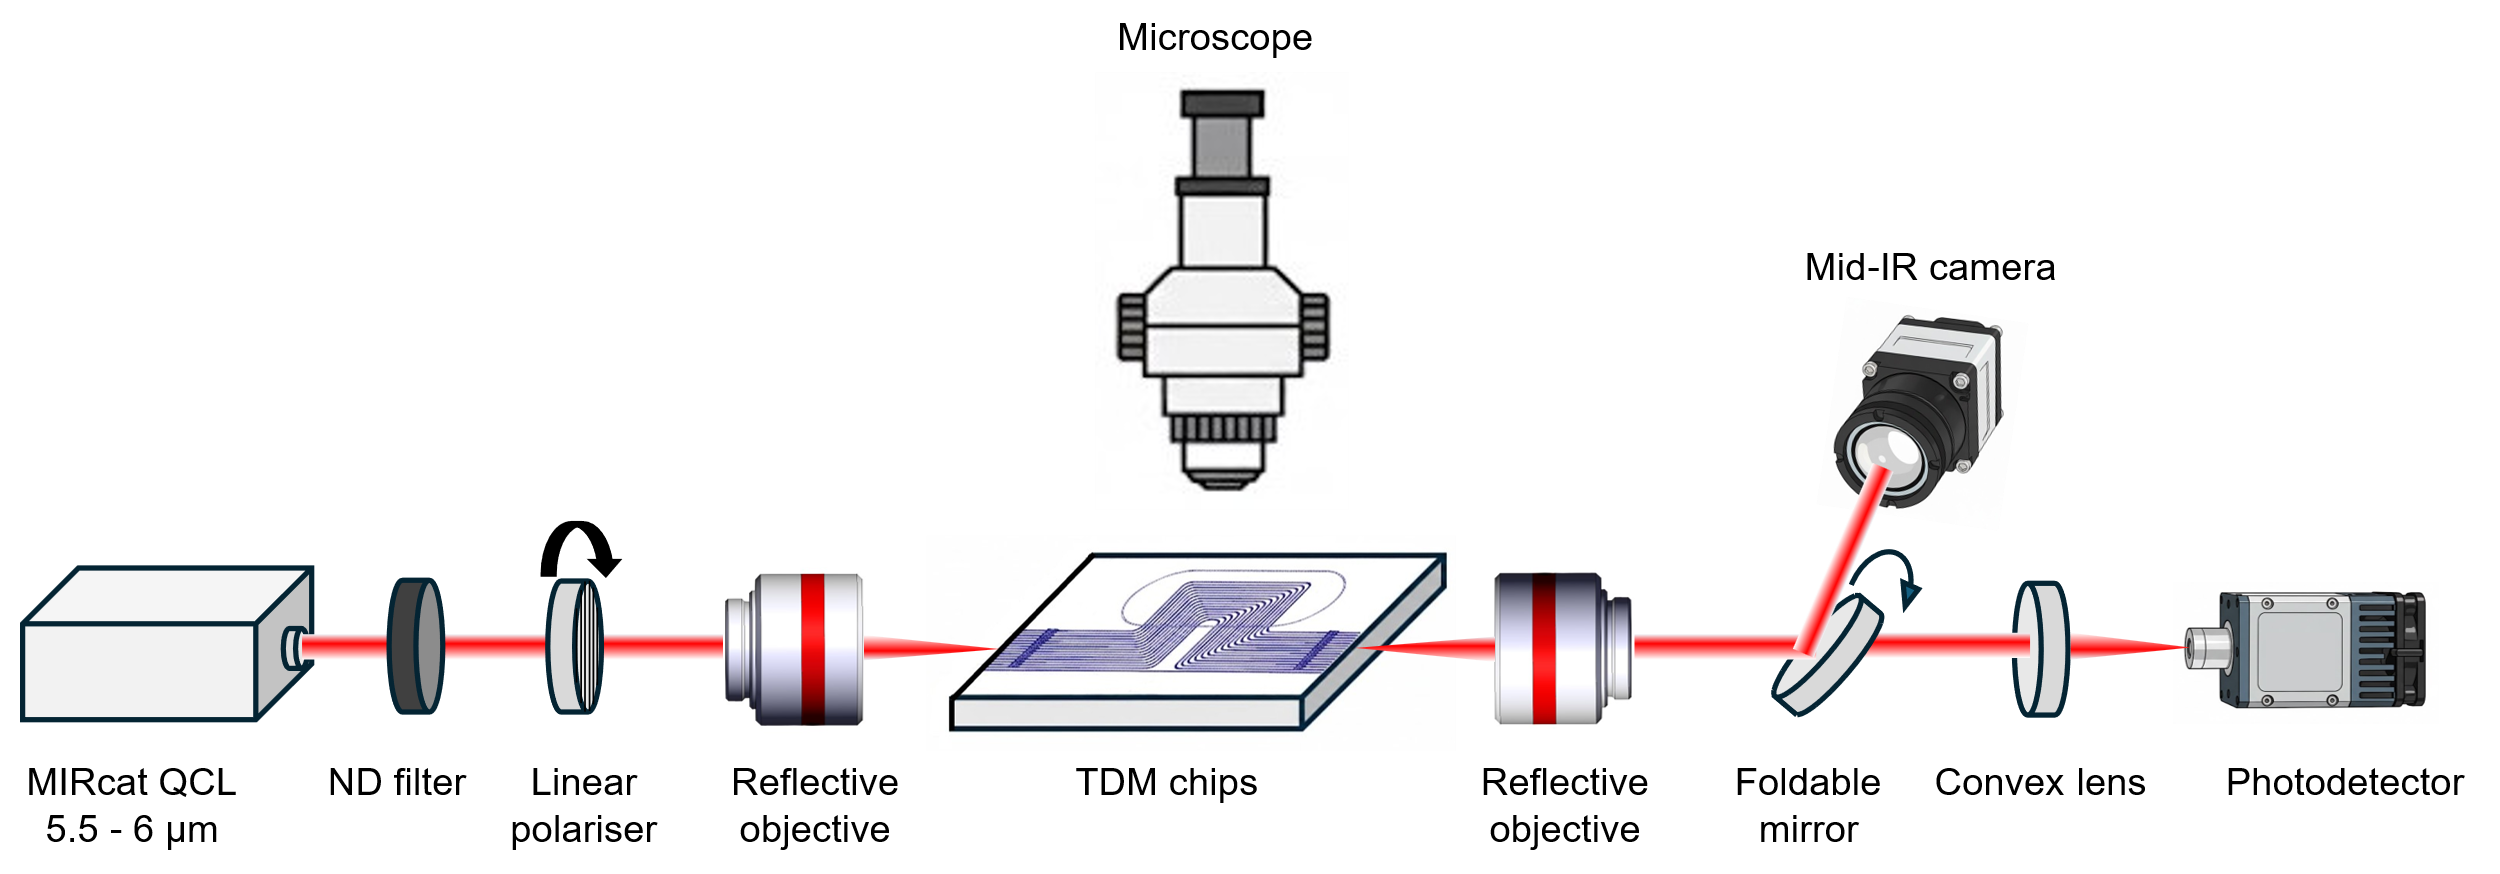 Microscope
Mid-IR camera
MIRcat QCL
5.5 - 6 µm
ND filter
Linear
polariser
Reflective
objective
TDM chips
Reflective
objective
Foldable
mirror
Convex lens
Photodetector